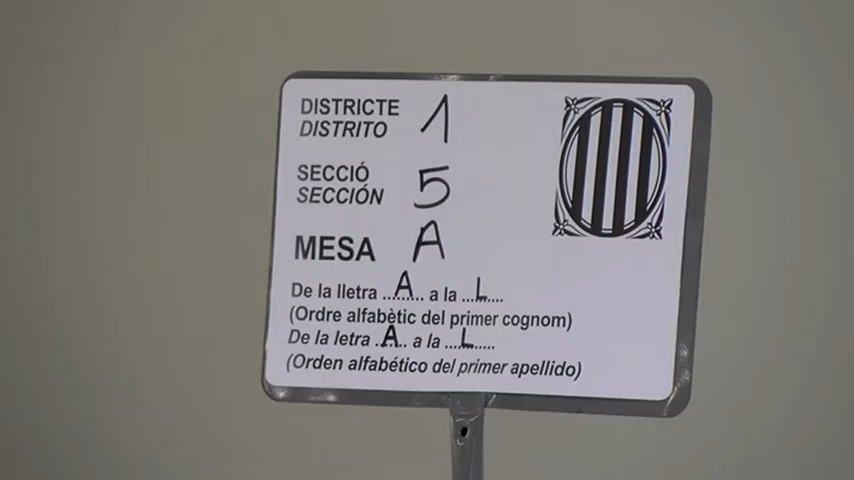 DISTRICTE 1
DISTRITO
SECCIÓ 5
SECCIÓN
MESA A
De la lletra ...A... a la ...L...
(Ordre alfabètic del primer cognom)
De la letra .A.. a la ...L.....
(Orden alfabético del primer apellido)